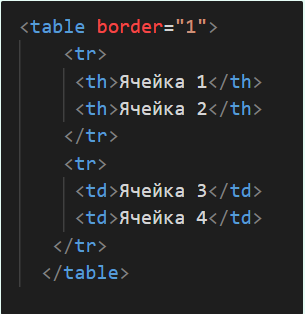 <table border="1">
<tr>
<th>Ячейка 1</th>
<th>Ячейка 2</th>
</tr>
<tr>
<td>Ячейка 3</td>
<td>Ячейка 4</td>
</tr>
</table>